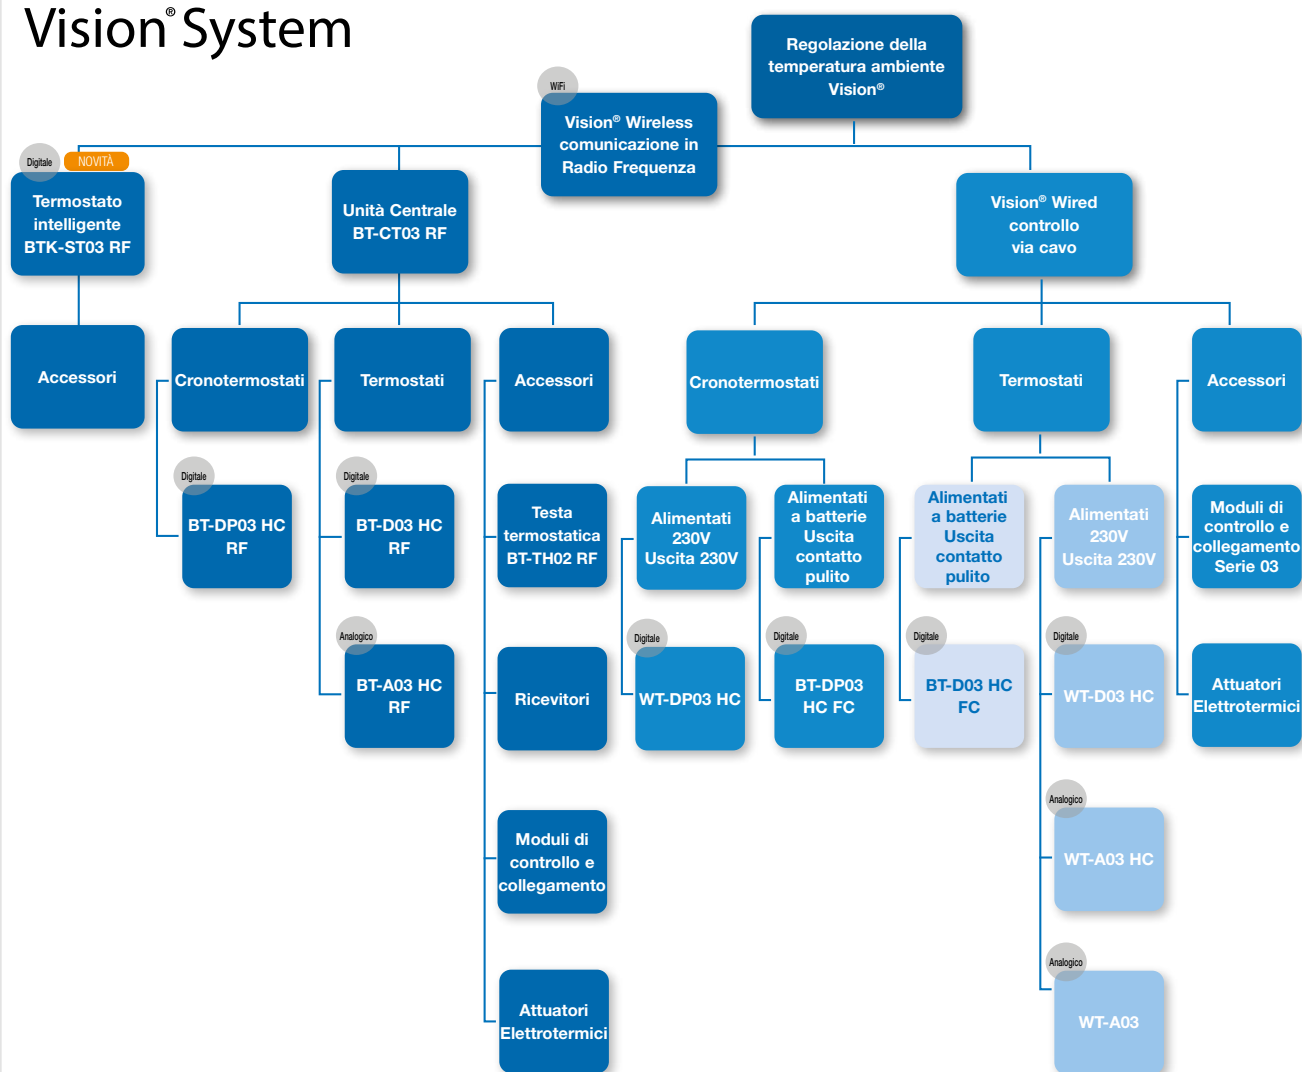 Vision® System
Regolazione della
temperatura ambiente
Vision®
WiFi
Vision® Wireless
comunicazione in
Radio Frequenza
Digitale
NOVITÀ
Termostato
intelligente
BTK-ST03 RF
Unità Centrale
BT-CT03 RF
Vision® Wired
controllo
via cavo
Accessori
Cronotermostati
Termostati
Accessori
Cronotermostati
Termostati
Accessori
Digitale
BT-DP03 HC
RF
Digitale
BT-D03 HC
RF
Testa
termostatica
BT-TH02 RF
Alimentati
230V
Uscita 230V
Alimentati
a batterie
Uscita
contatto
pulito
Alimentati
a batterie
Uscita
contatto
pulito
Alimentati
230V
Uscita 230V
Moduli di
controllo e
collegamento
Serie 03
Analogico
BT-A03 HC
RF
Ricevitori
Digitale
WT-DP03 HC
Digitale
BT-DP03
HC FC
Digitale
BT-D03 HC
FC
Digitale
WT-D03 HC
Attuatori
Elettrotermici
Moduli di
controllo e
collegamento
Analogico
WT-A03 HC
Attuatori
Elettrotermici
Analogico
WT-A03